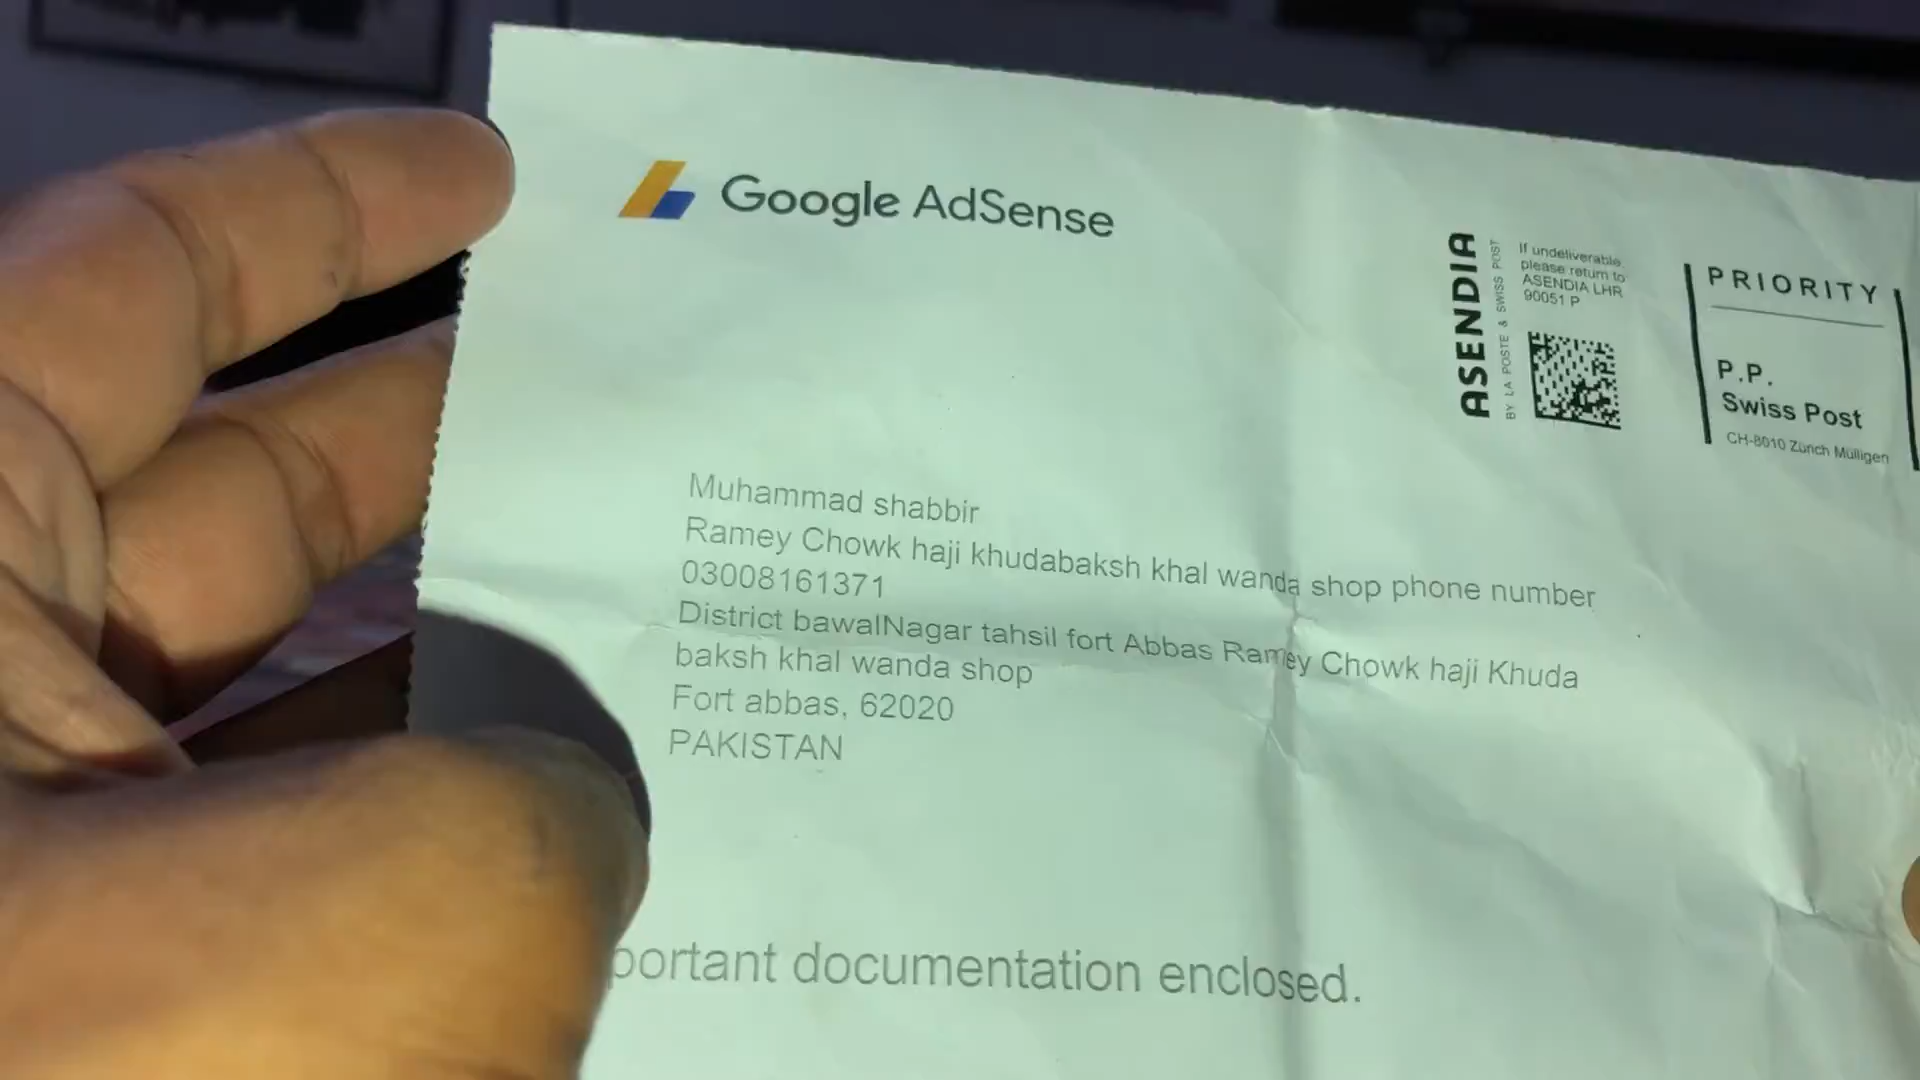 Google AdSense
ASENDIA
BY LA POSTE & SWISS POST
If undeliverable,
please return to
ASENDIA LHR
90051 P
PRIORITY
P.P.
Swiss Post
CH-8010 Zürich Mülligen
Muhammad shabbir
Ramey Chowk haji khudabaksh khal wanda shop phone number
03008161371
District bawalNagar tahsil fort Abbas Ramey Chowk haji Khuda
baksh khal wanda shop
Fort abbas, 62020
PAKISTAN
portant documentation enclosed.